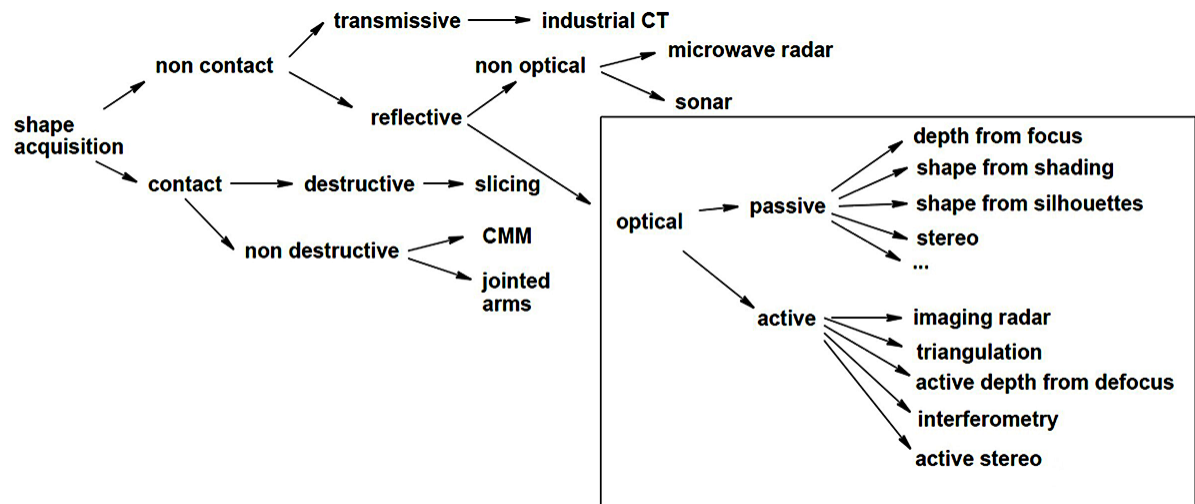 shape
acquisition
non contact
transmissive
industrial CT
reflective
non optical
microwave radar
sonar
contact
destructive
slicing
non destructive
CMM
jointed
arms
optical
passive
depth from focus
shape from shading
shape from silhouettes
stereo
...
active
imaging radar
triangulation
active depth from defocus
interferometry
active stereo